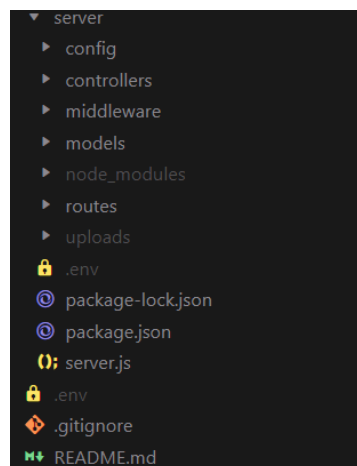 server
config
controllers
middleware
models
node_modules
routes
uploads
.env
package-lock.json
package.json
(); server.js
.env
.gitignore
M↓ README.md